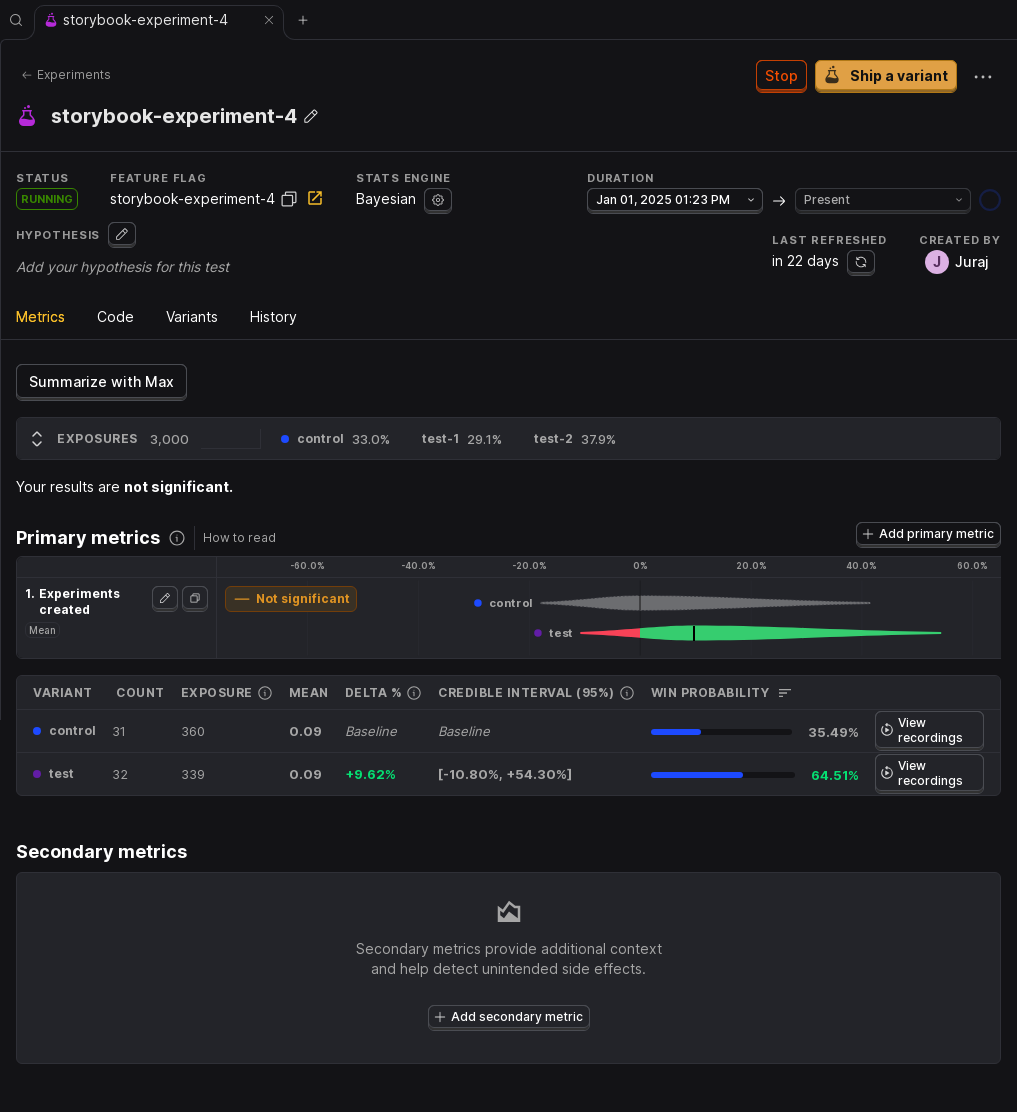 storybook-experiment-4
Experiments
Stop
Ship a variant
storybook-experiment-4
STATUS
FEATURE FLAG
STATS ENGINE
DURATION
RUNNING
storybook-experiment-4
Bayesian
Jan 01, 2025 01:23 PM
Present
HYPOTHESIS
LAST REFRESHED
CREATED BY
Add your hypothesis for this test
in 22 days
J Juraj
Metrics Code Variants History
Summarize with Max
EXPOSURES 3,000 control 33.0% test-1 29.1% test-2 37.9%
Your results are not significant.
Primary metrics How to read
Add primary metric
-60.0% -40.0% -20.0% 0% 20.0% 40.0% 60.0%
1. Experiments
created
Mean
— Not significant
control
test
VARIANT COUNT EXPOSURE MEAN DELTA % CREDIBLE INTERVAL (95%) WIN PROBABILITY
control 31 360 0.09 Baseline Baseline 35.49%
View
recordings
test 32 339 0.09 +9.62% [-10.80%, +54.30%] 64.51%
View
recordings
Secondary metrics
Secondary metrics provide additional context
and help detect unintended side effects.
Add secondary metric